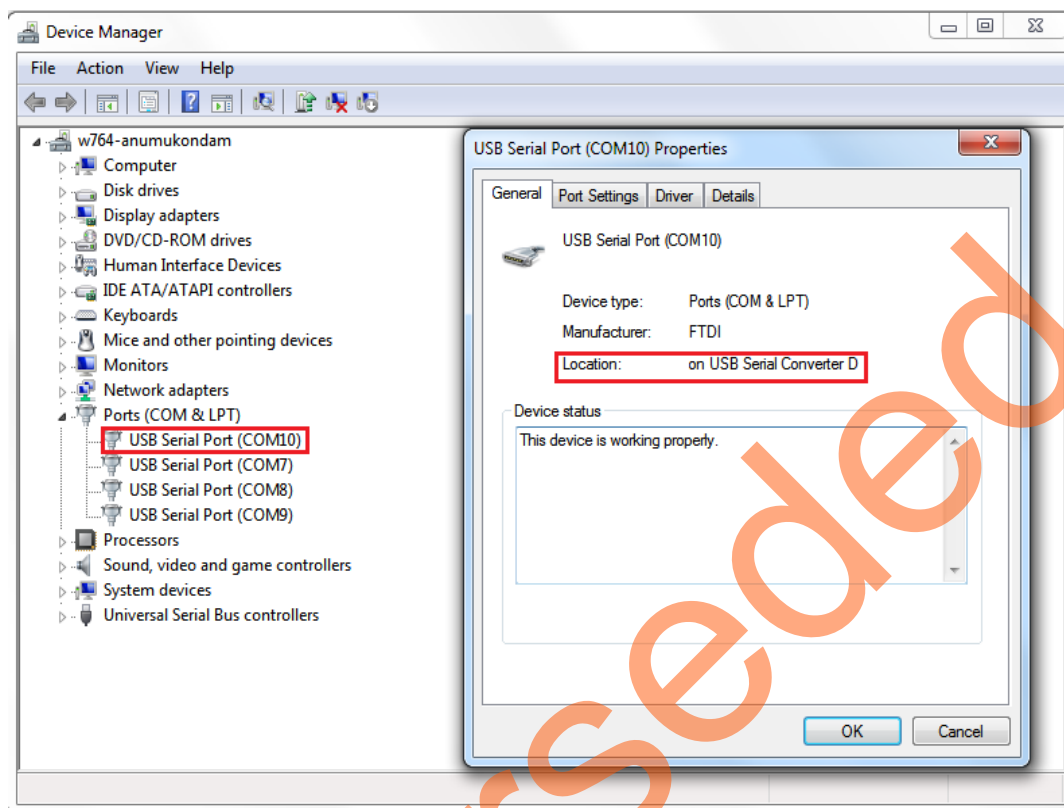 Device Manager
File Action View Help
w764-anumukondam
Computer
Disk drives
Display adapters
DVD/CD-ROM drives
Human Interface Devices
IDE ATA/ATAPI controllers
Keyboards
Mice and other pointing devices
Monitors
Network adapters
Ports (COM & LPT)
USB Serial Port (COM10)
USB Serial Port (COM7)
USB Serial Port (COM8)
USB Serial Port (COM9)
Processors
Sound, video and game controllers
System devices
Universal Serial Bus controllers
USB Serial Port (COM10) Properties
General Port Settings Driver Details
USB Serial Port (COM10)
Device type: Ports (COM & LPT)
Manufacturer: FTDI
Location: on USB Serial Converter D
Device status
This device is working properly.
OK Cancel
rseded